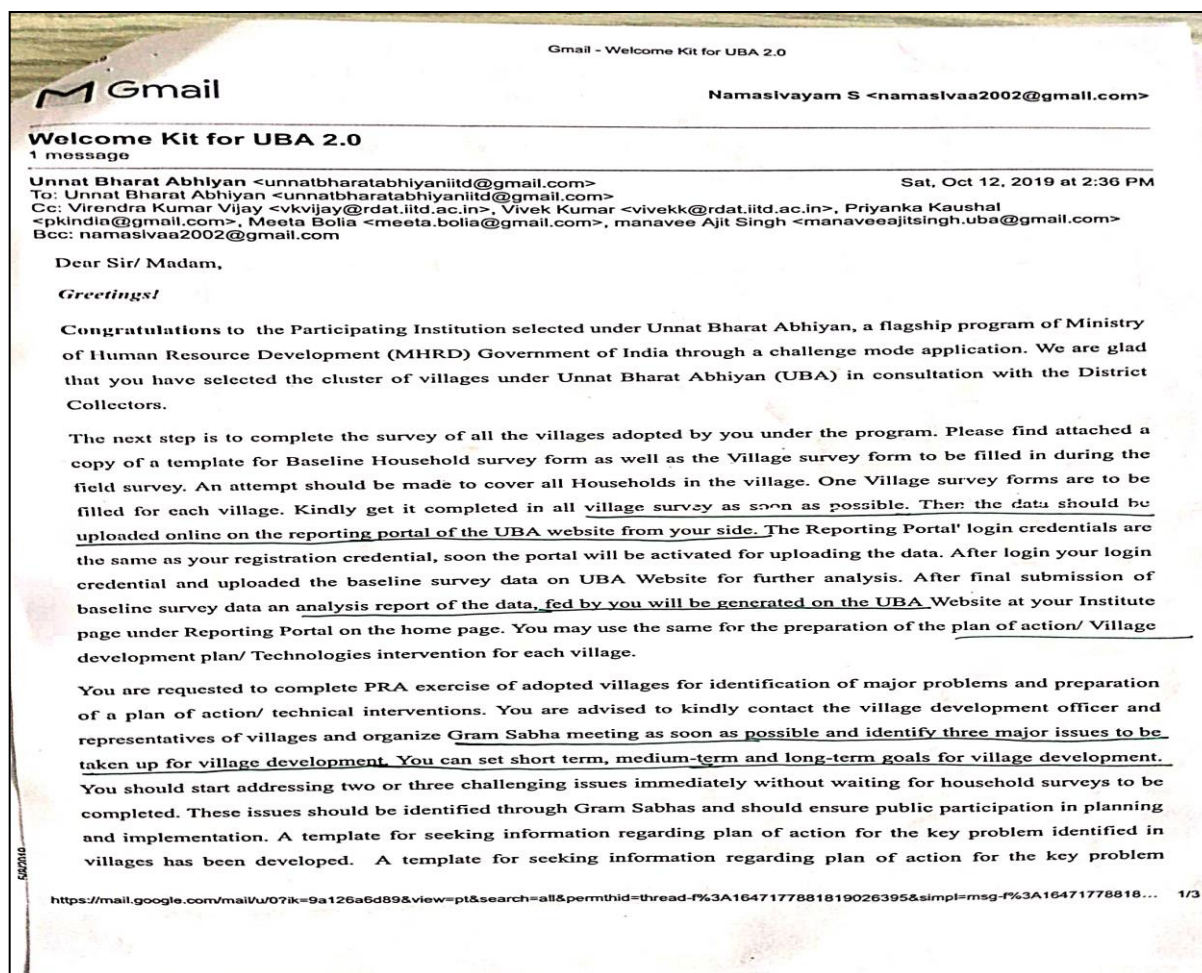 Gmail - Welcome Kit for UBA 2.0
Gmail
Namasivayam S <namasivaa2002@gmail.com>
Welcome Kit for UBA 2.0
1 message
Unnat Bharat Abhiyan <unnatbharatabhiyaniitd@gmail.com> Sat, Oct 12, 2019 at 2:36 PM
To: Unnat Bharat Abhiyan <unnatbharatabhiyaniitd@gmail.com>
Cc: Virendra Kumar Vijay <vkvijay@rdat.iitd.ac.in>, Vivek Kumar <vivekk@rdat.iitd.ac.in>, Priyanka Kaushal
<pkindia@gmail.com>, Meeta Bolia <meeta.bolia@gmail.com>, manavee Ajit Singh <manaveeajitsingh.uba@gmail.com>
Bcc: namasivaa2002@gmail.com
Dear Sir/ Madam,
Greetings!
Congratulations to the Participating Institution selected under Unnat Bharat Abhiyan, a flagship program of Ministry
of Human Resource Development (MHRD) Government of India through a challenge mode application. We are glad
that you have selected the cluster of villages under Unnat Bharat Abhiyan (UBA) in consultation with the District
Collectors.
The next step is to complete the survey of all the villages adopted by you under the program. Please find attached a
copy of a template for Baseline Household survey form as well as the Village survey form to be filled in during the
field survey. An attempt should be made to cover all Households in the village. One Village survey forms are to be
filled for each village. Kindly get it completed in all village survey as soon as possible. Then the data should be
uploaded online on the reporting portal of the UBA website from your side. The Reporting Portal' login credentials are
the same as your registration credential, soon the portal will be activated for uploading the data. After login your login
credential and uploaded the baseline survey data on UBA Website for further analysis. After final submission of
baseline survey data an analysis report of the data, fed by you will be generated on the UBA Website at your Institute
page under Reporting Portal on the home page. You may use the same for the preparation of the plan of action/ Village
development plan/ Technologies intervention for each village.
You are requested to complete PRA exercise of adopted villages for identification of major problems and preparation
of a plan of action/ technical interventions. You are advised to kindly contact the village development officer and
representatives of villages and organize Gram Sabha meeting as soon as possible and identify three major issues to be
taken up for village development. You can set short term, medium-term and long-term goals for village development.
You should start addressing two or three challenging issues immediately without waiting for household surveys to be
completed. These issues should be identified through Gram Sabhas and should ensure public participation in planning
and implementation. A template for seeking information regarding plan of action for the key problem identified in
villages has been developed. A template for seeking information regarding plan of action for the key problem
https://mail.google.com/mail/u/0?ik=9a126a6d89&view=pt&search=all&permthid=thread-f%3A1647177881819026395&simpl=msg-f%3A16471778818... 1/3